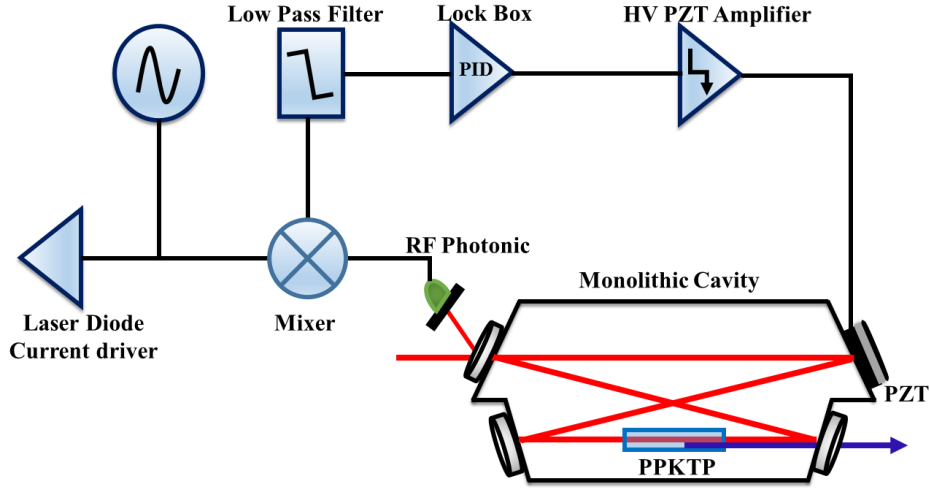 Low Pass Filter
Lock Box
HV PZT Amplifier
PID
RF Photonic
Monolithic Cavity
Laser Diode
Current driver
Mixer
PZT
PPKTP